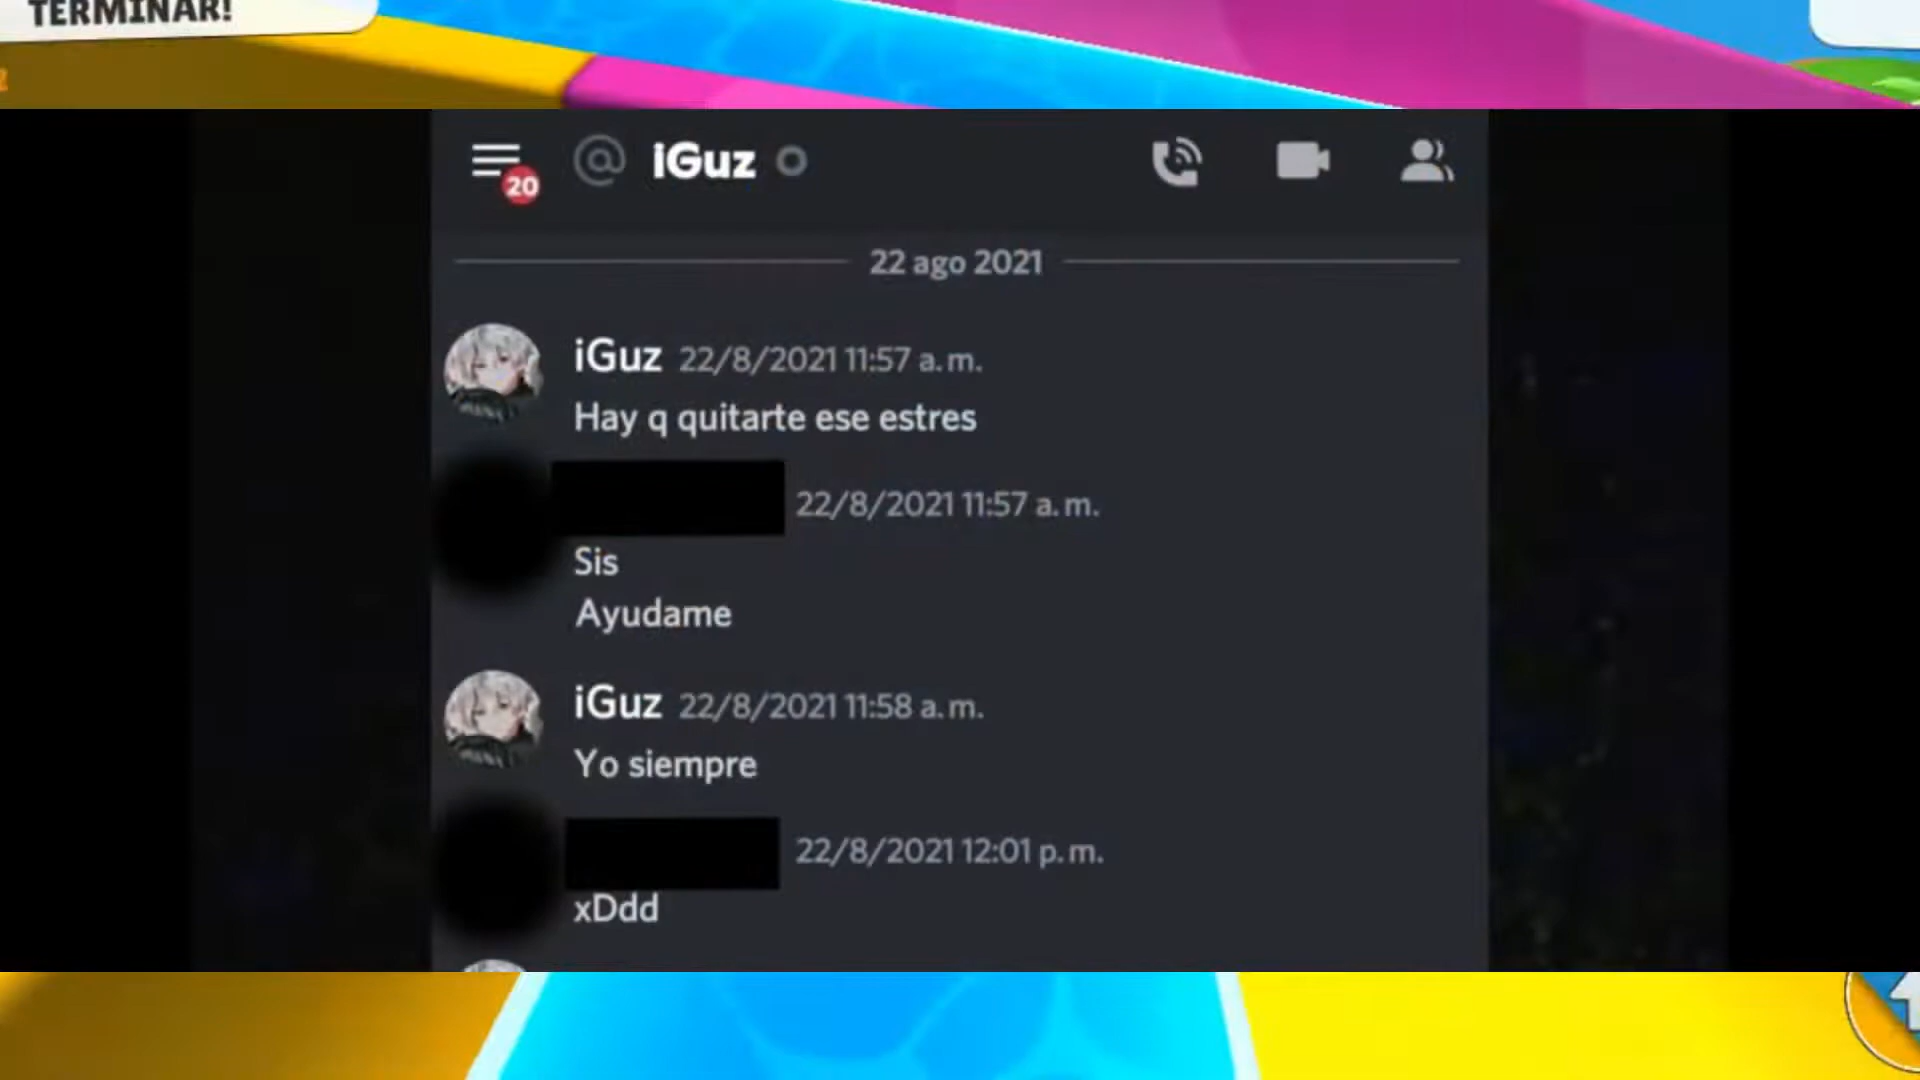 TERMINAR!
20
@ iGuz
22 ago 2021
iGuz 22/8/2021 11:57 a. m.
Hay q quitarte ese estres
22/8/2021 11:57 a. m.
Sis
Ayudame
iGuz 22/8/2021 11:58 a. m.
Yo siempre
22/8/2021 12:01 p. m.
xDdd